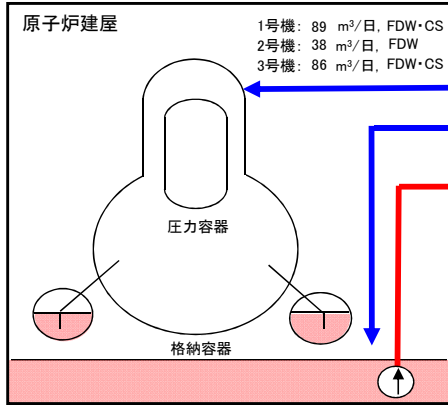 原子炉建屋
1号機: 89 m³/日, FDW・CS
2号機: 38 m³/日, FDW
3号機: 86 m³/日, FDW・CS
圧力容器
格納容器